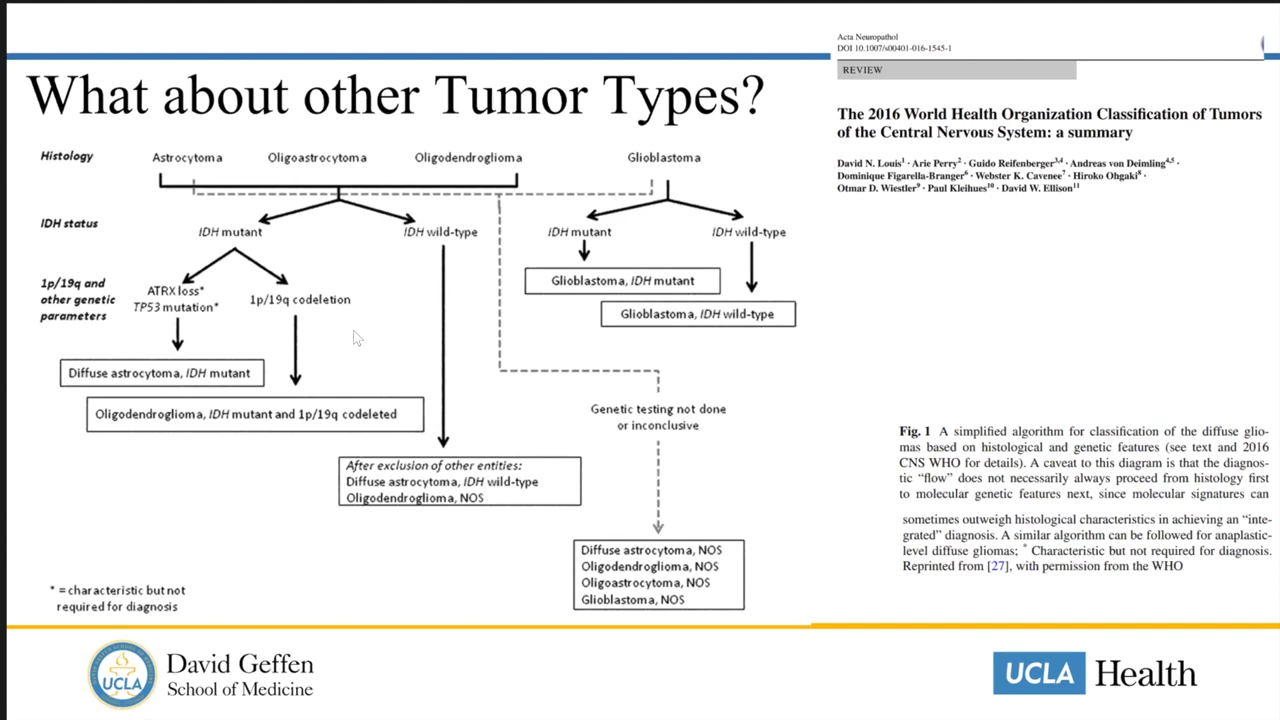 What about other Tumor Types?
Acta Neuropathol
DOI 10.1007/s00401-016-1545-1
REVIEW
The 2016 World Health Organization Classification of Tumors
of the Central Nervous System: a summary
David N. Louis1 · Arie Perry2 · Guido Reifenberger3,4 · Andreas von Deimling4,5 ·
Dominique Figarella-Branger6 · Webster K. Cavenee7 · Hiroko Ohgaki8 ·
Otmar D. Wiestler9 · Paul Kleihues10 · David W. Ellison11
Histology
Astrocytoma
Oligoastrocytoma
Oligodendroglioma
Glioblastoma
IDH status
IDH mutant
IDH wild-type
IDH mutant
IDH wild-type
1p/19q and
other genetic
parameters
ATRX loss*
TP53 mutation*
1p/19q codeletion
Glioblastoma, IDH mutant
Glioblastoma, IDH wild-type
Diffuse astrocytoma, IDH mutant
Oligodendroglioma, IDH mutant and 1p/19q codeleted
Genetic testing not done
or inconclusive
After exclusion of other entities:
Diffuse astrocytoma, IDH wild-type
Oligodendroglioma, NOS
Diffuse astrocytoma, NOS
Oligodendroglioma, NOS
Oligoastrocytoma, NOS
Glioblastoma, NOS
* = characteristic but not
required for diagnosis
Fig. 1 A simplified algorithm for classification of the diffuse glio-
mas based on histological and genetic features (see text and 2016
CNS WHO for details). A caveat to this diagram is that the diagnos-
tic “flow” does not necessarily always proceed from histology first
to molecular genetic features next, since molecular signatures can
sometimes outweigh histological characteristics in achieving an “inte-
grated” diagnosis. A similar algorithm can be followed for anaplastic-
level diffuse gliomas; * Characteristic but not required for diagnosis.
Reprinted from [27], with permission from the WHO
UCLA
David Geffen
School of Medicine
UCLA Health